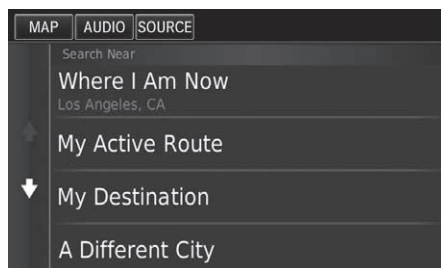 MAP AUDIO SOURCE
Search Near
Where I Am Now
Los Angeles, CA
My Active Route
My Destination
A Different City